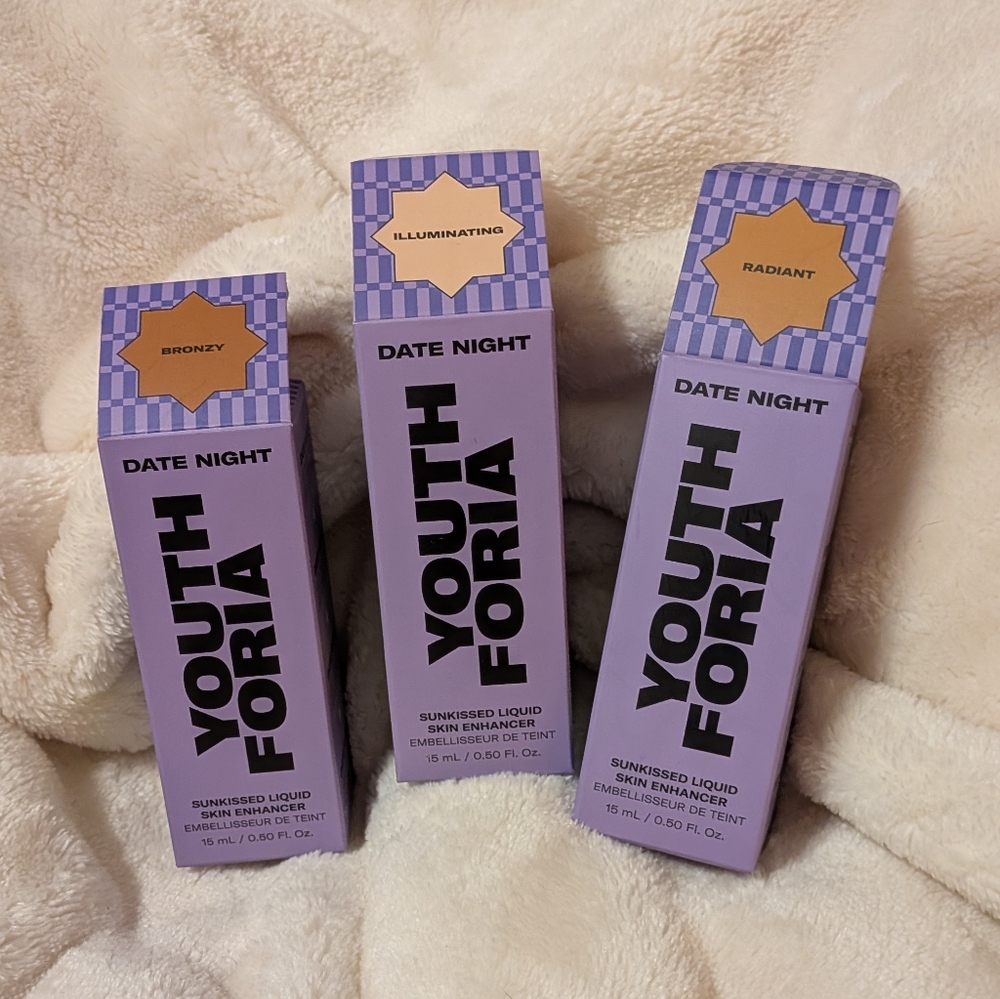 BRONZY
DATE NIGHT
YOUTH
FORIA
SUNKISSED LIQUID
SKIN ENHANCER
EMBELLISSEUR DE TEINT
15 mL / 0.50 Fl. Oz.
ILLUMINATING
DATE NIGHT
YOUTH
FORIA
SUNKISSED LIQUID
SKIN ENHANCER
EMBELLISSEUR DE TEINT
15 mL / 0.50 Fl. Oz.
RADIANT
DATE NIGHT
YOUTH
FORIA
SUNKISSED LIQUID
SKIN ENHANCER
EMBELLISSEUR DE TEINT
15 mL / 0.50 Fl. Oz.